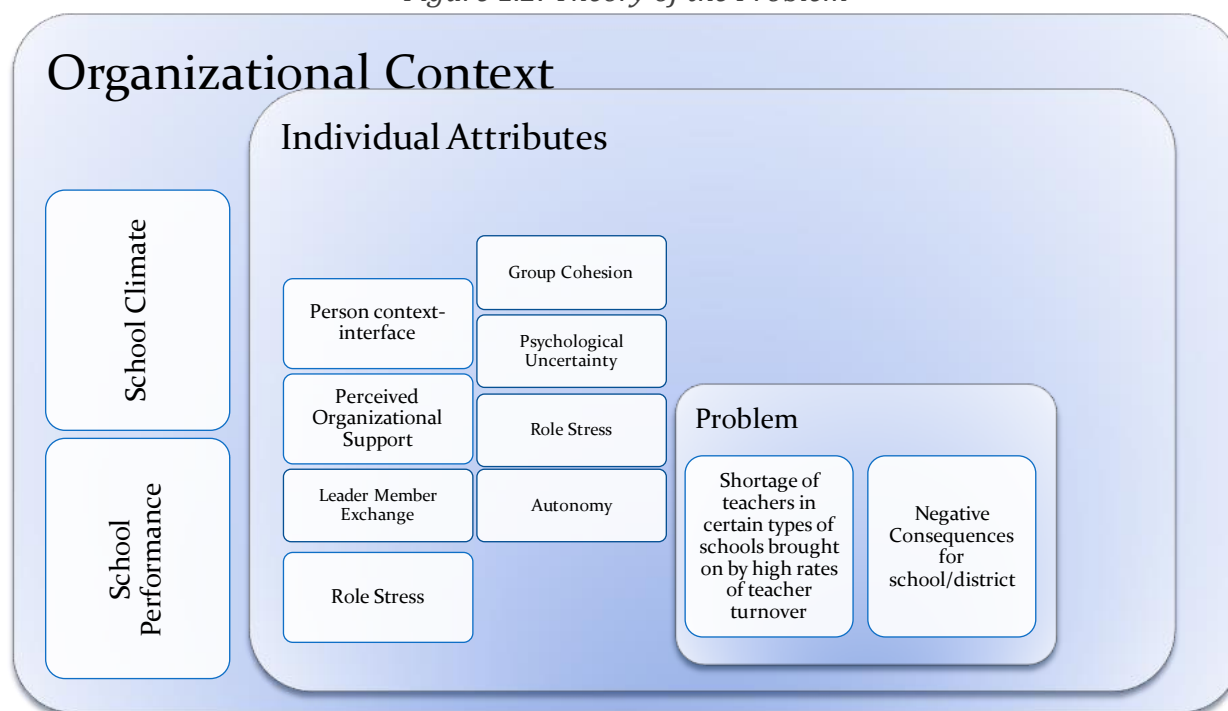 Figure 1.2: Theory of the Problem
Organizational Context
School Climate
School
Performance
Individual Attributes
Person context-
interface
Perceived
Organizational
Support
Leader Member
Exchange
Role Stress
Group Cohesion
Psychological
Uncertainty
Role Stress
Autonomy
Problem
Shortage of
teachers in
certain types of
schools brought
on by high rates
of teacher
turnover
Negative
Consequences
for
school/district